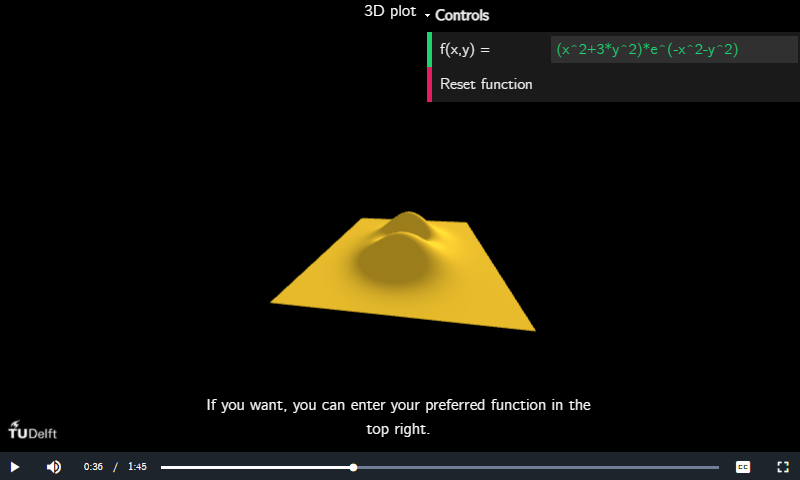 3D plot
Controls
f(x,y) =
(x^2+3*y^2)*e^(-x^2-y^2)
Reset function
If you want, you can enter your preferred function in the
top right.
TUDelft
0:36 / 1:45
CC